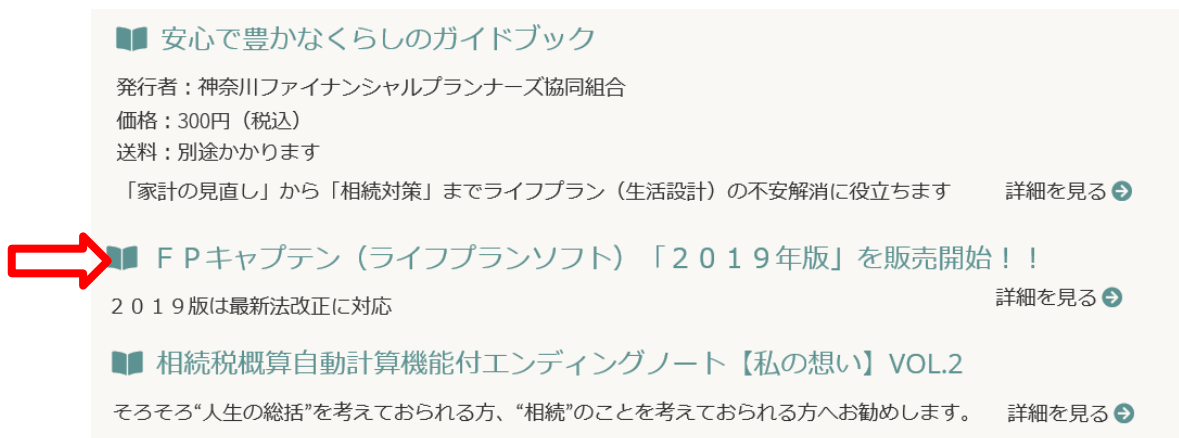 安心で豊かなくらしのガイドブック
発行者：神奈川ファイナンシャルプランナーズ協同組合
価格：300円（税込）
送料：別途かかります
「家計の見直し」から「相続対策」までライフプラン（生活設計）の不安解消に役立ちます 詳細を見る
ＦＰキャプテン（ライフプランソフト）「２０１９年版」を販売開始！！
２０１９版は最新法改正に対応 詳細を見る
相続税概算自動計算機能付エンディングノート【私の想い】VOL.2
そろそろ“人生の総括”を考えておられる方、“相続”のことを考えておられる方へお勧めします。 詳細を見る